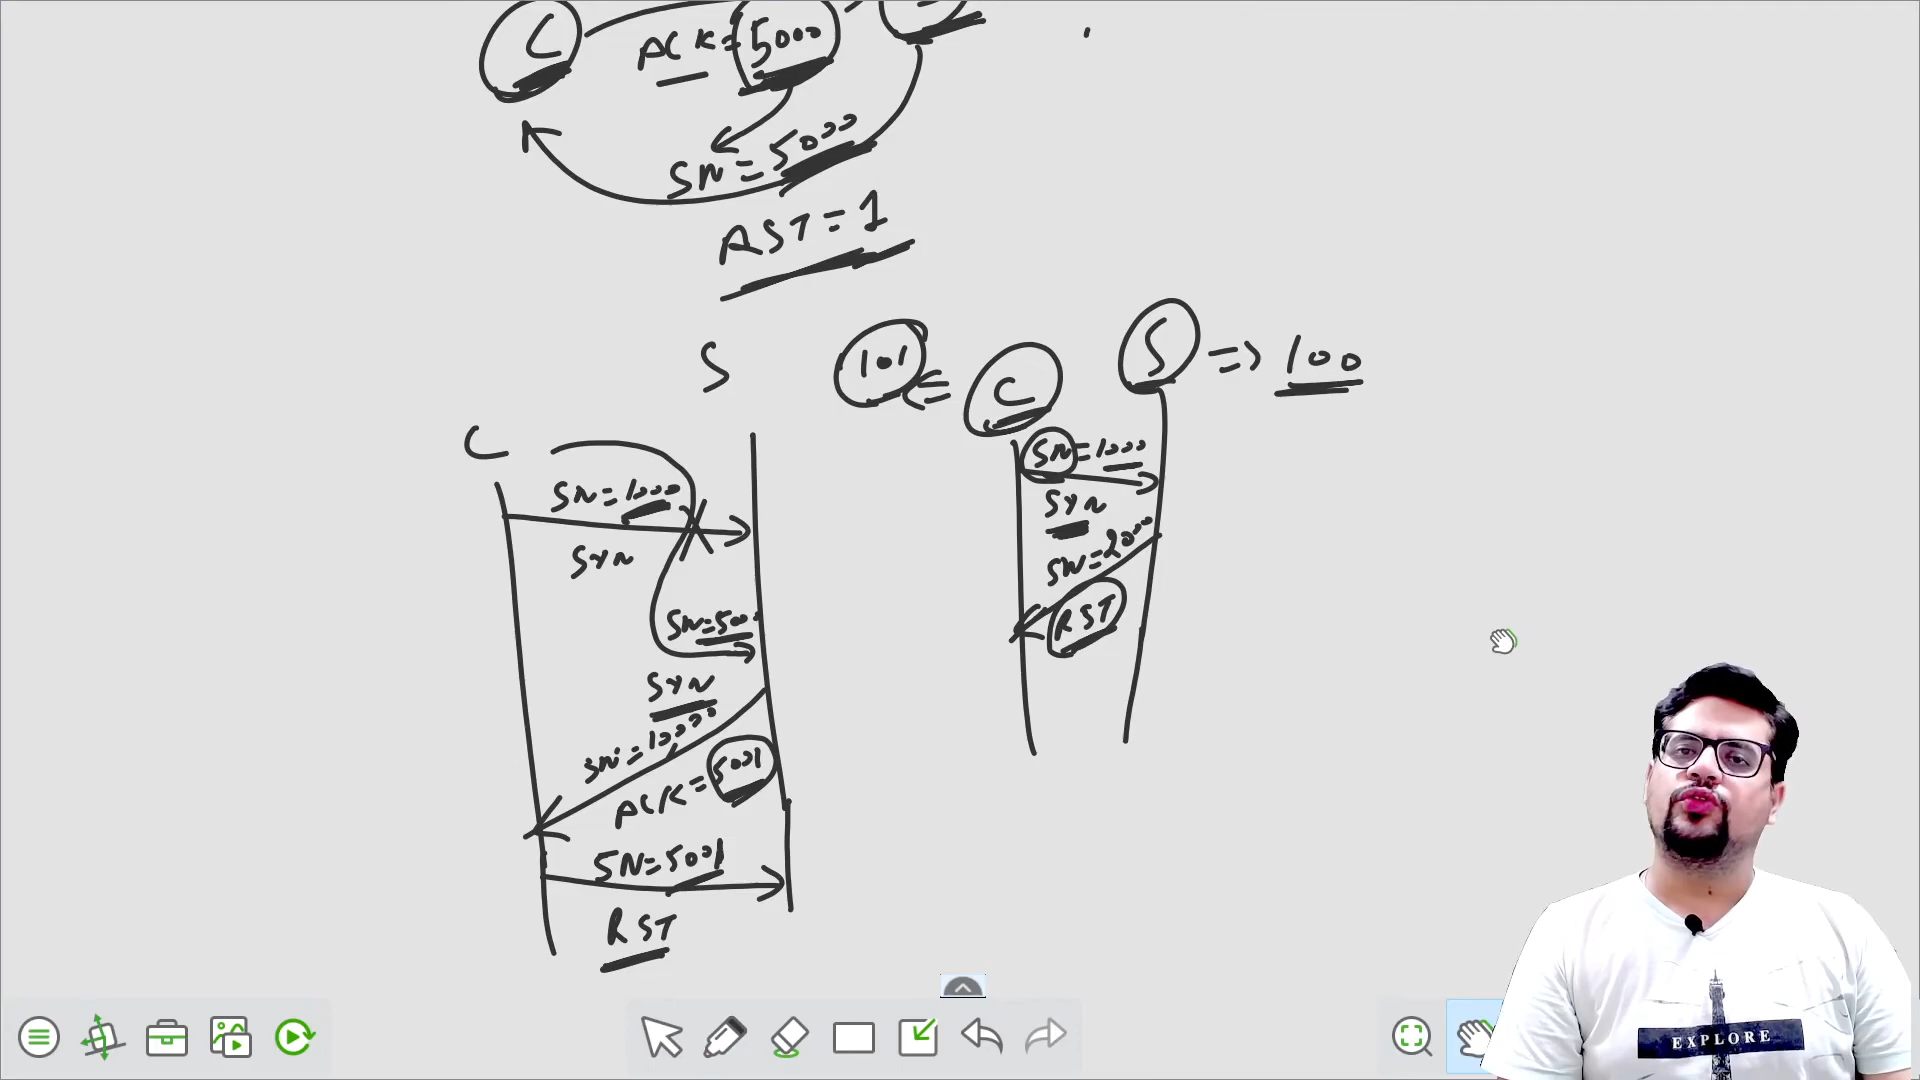 C
ACK=5000
SN=5000
RST=1
S
101 <= C
S => 100
C
SN=1000
SYN
SN=500
SYN
SN=10000
ACK=5001
SN=5001
RST
SN=1000
SYN
SN=2000
RST
EXPLORE